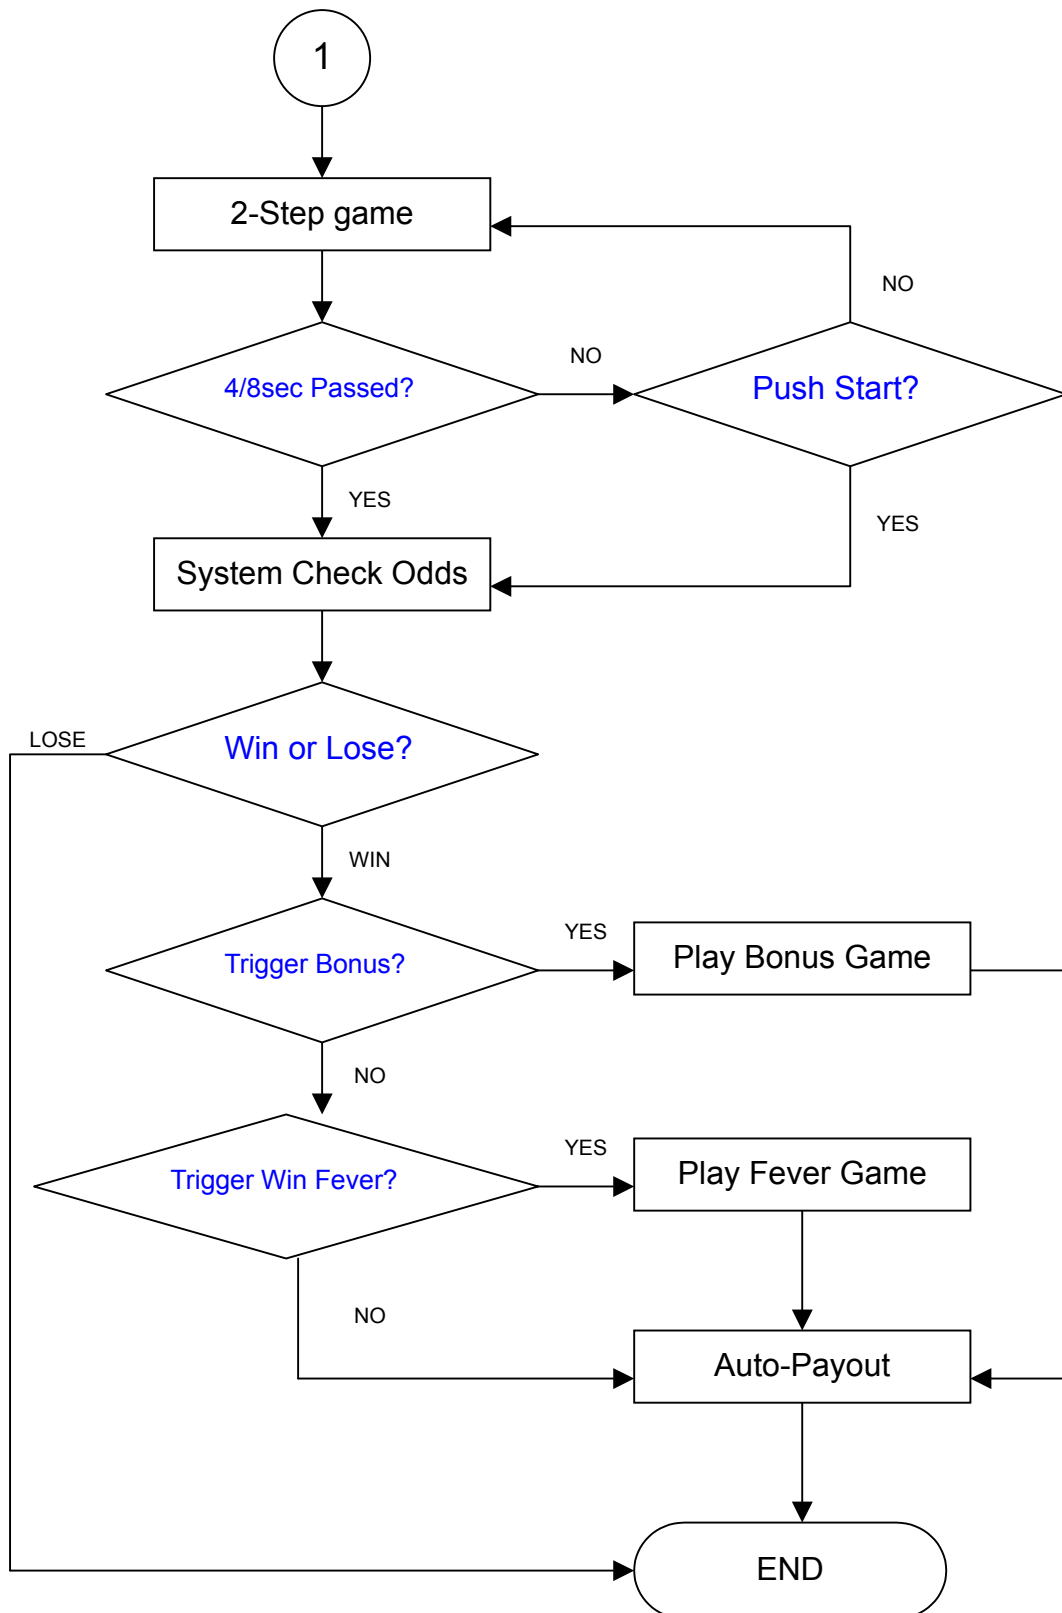 1
2-Step game
NO
4/8sec Passed?
NO
Push Start?
YES
YES
System Check Odds
LOSE
Win or Lose?
WIN
Trigger Bonus?
YES
Play Bonus Game
NO
Trigger Win Fever?
YES
Play Fever Game
NO
Auto-Payout
END